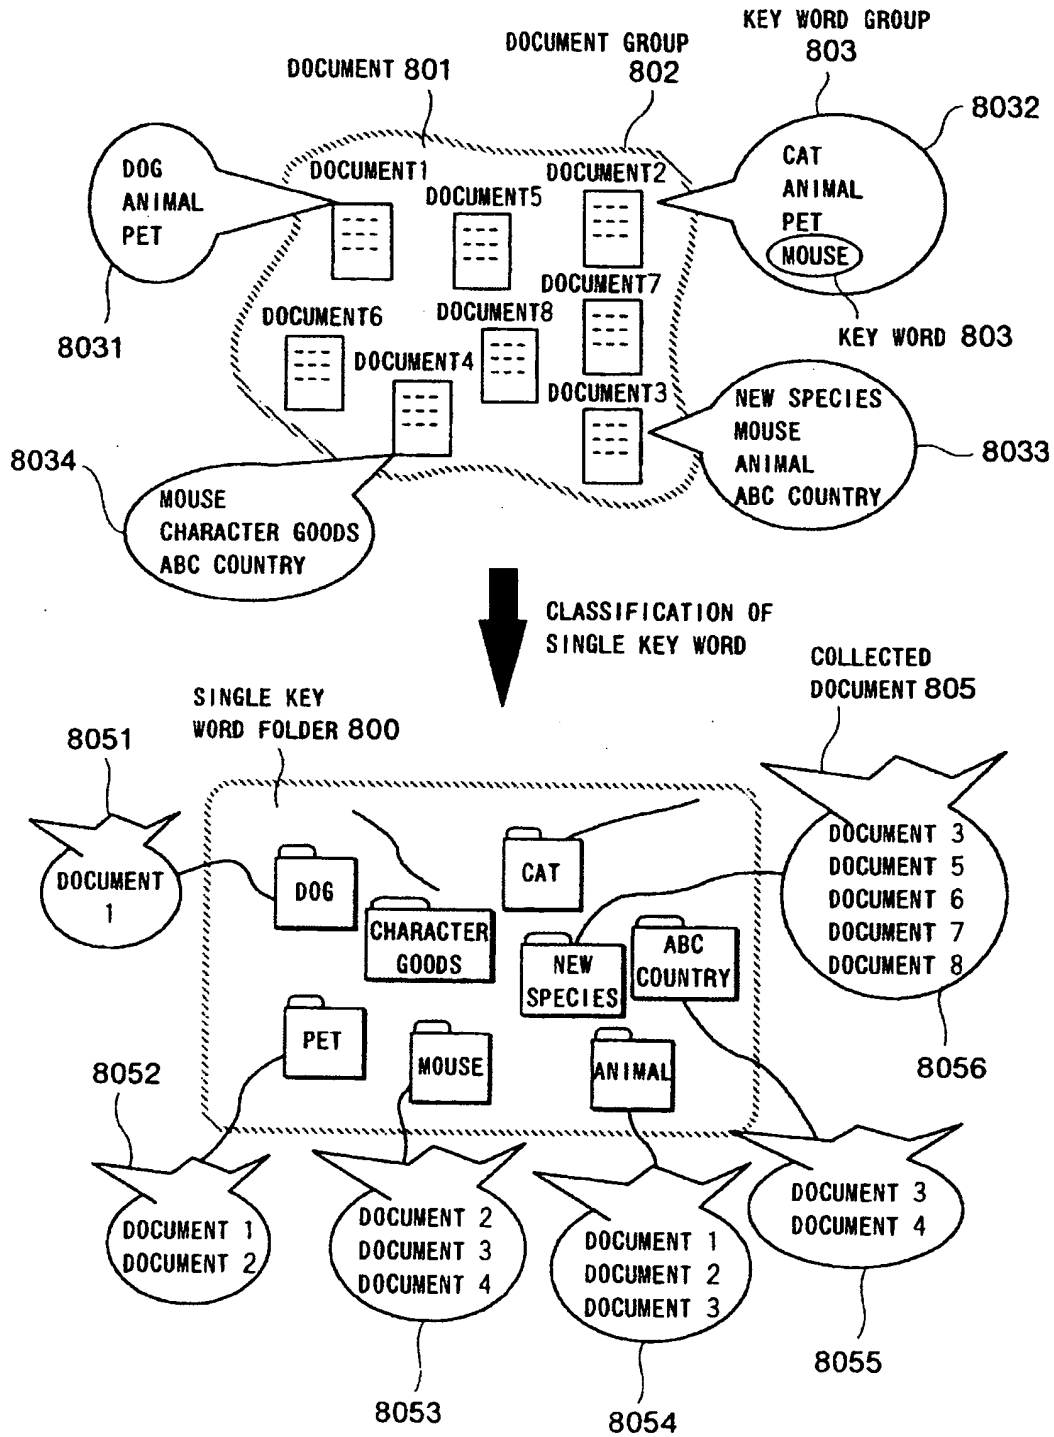 KEY WORD GROUP
803
DOCUMENT GROUP
802
DOCUMENT 801
8032
DOG
ANIMAL
PET
8031
CAT
ANIMAL
PET
MOUSE
KEY WORD 803
DOCUMENT1
DOCUMENT5
DOCUMENT2
DOCUMENT6
DOCUMENT8
DOCUMENT7
DOCUMENT4
DOCUMENT3
NEW SPECIES
MOUSE
ANIMAL
ABC COUNTRY
8033
8034
MOUSE
CHARACTER GOODS
ABC COUNTRY
CLASSIFICATION OF
SINGLE KEY WORD
COLLECTED
DOCUMENT 805
SINGLE KEY
WORD FOLDER 800
8051
DOCUMENT
1
DOG
CAT
CHARACTER
GOODS
NEW
SPECIES
ABC
COUNTRY
PET
MOUSE
ANIMAL
DOCUMENT 3
DOCUMENT 5
DOCUMENT 6
DOCUMENT 7
DOCUMENT 8
8056
8052
DOCUMENT 1
DOCUMENT 2
DOCUMENT 2
DOCUMENT 3
DOCUMENT 4
8053
DOCUMENT 1
DOCUMENT 2
DOCUMENT 3
8054
DOCUMENT 3
DOCUMENT 4
8055